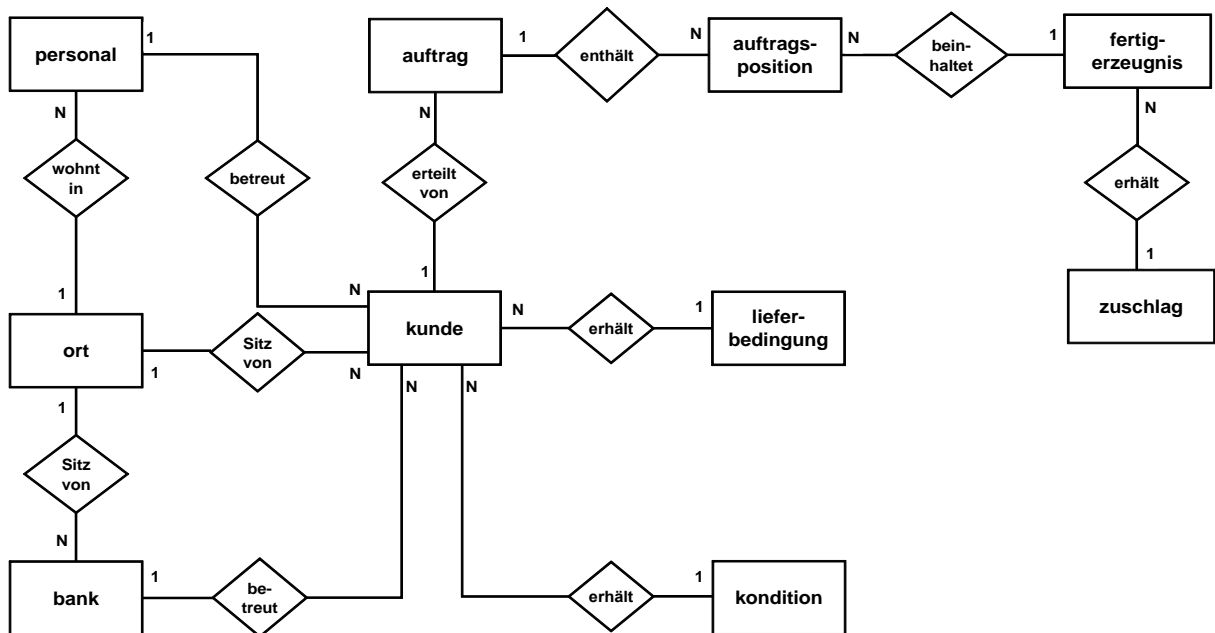 personal
1
N
auftrag
1
enthält
N
auftrags-
position
N
bein-
haltet
1
fertig-
erzeugnis
N
N
wohnt
in
betreut
erteilt
von
erhält
1
1
N
1
zuschlag
ort
1
Sitz
von
N
kunde
N
erhält
1
liefer-
bedingung
1
N
N
Sitz
von
N
bank
1
be-
treut
erhält
1
kondition